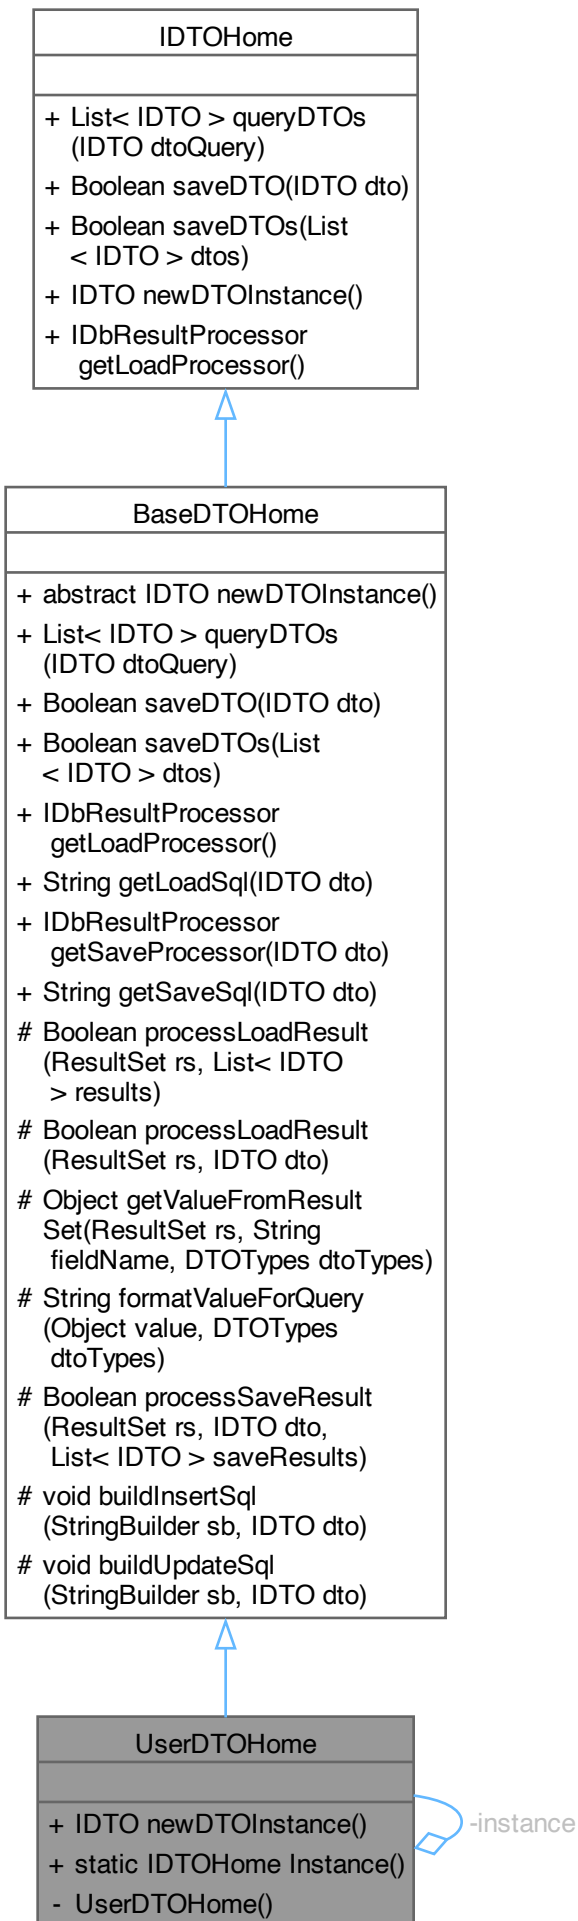 IDTOHome
+ List< IDTO > queryDTOs
(IDTO dtoQuery)
+ Boolean saveDTO(IDTO dto)
+ Boolean saveDTOs(List
< IDTO > dtos)
+ IDTO newDTOInstance()
+ IDbResultProcessor
getLoadProcessor()
BaseDTOHome
+ abstract IDTO newDTOInstance()
+ List< IDTO > queryDTOs
(IDTO dtoQuery)
+ Boolean saveDTO(IDTO dto)
+ Boolean saveDTOs(List
< IDTO > dtos)
+ IDbResultProcessor
getLoadProcessor()
+ String getLoadSql(IDTO dto)
+ IDbResultProcessor
getSaveProcessor(IDTO dto)
+ String getSaveSql(IDTO dto)
# Boolean processLoadResult
(ResultSet rs, List< IDTO
> results)
# Boolean processLoadResult
(ResultSet rs, IDTO dto)
# Object getValueFromResult
Set(ResultSet rs, String
fieldName, DTOTypes dtoTypes)
# String formatValueForQuery
(Object value, DTOTypes
dtoTypes)
# Boolean processSaveResult
(ResultSet rs, IDTO dto,
List< IDTO > saveResults)
# void buildInsertSql
(StringBuilder sb, IDTO dto)
# void buildUpdateSql
(StringBuilder sb, IDTO dto)
UserDTOHome
+ IDTO newDTOInstance()
-instance
+ static IDTOHome Instance()
- UserDTOHome()